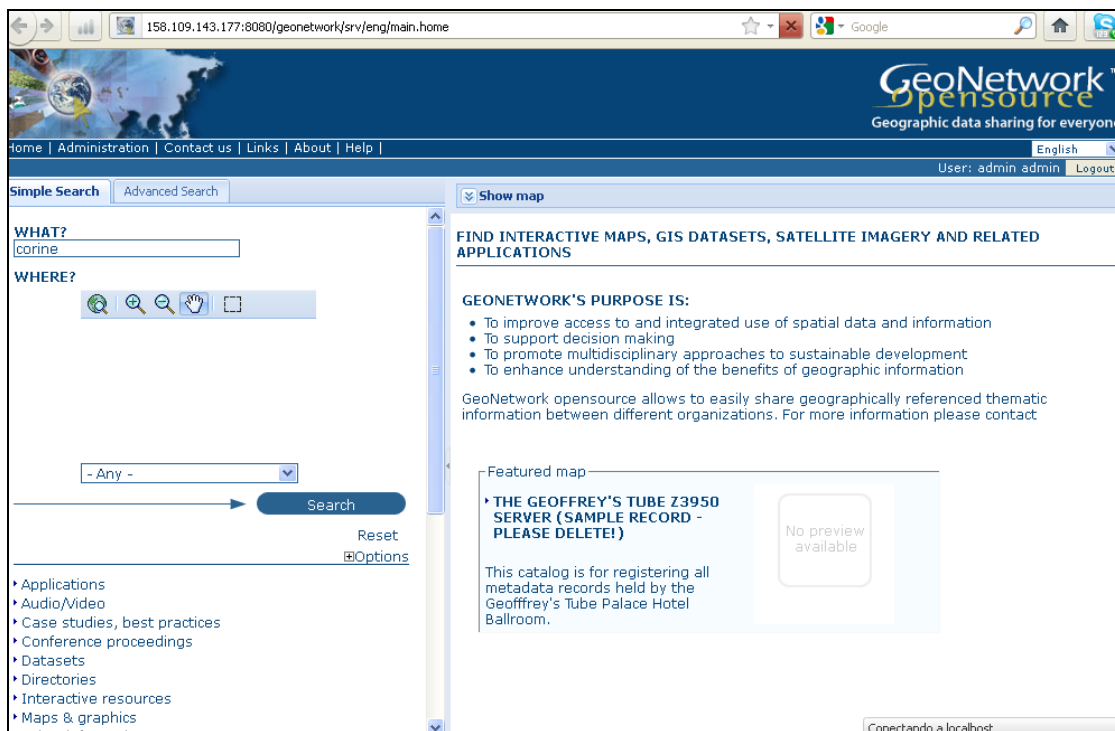 158.109.143.177:8080/geonetwork/srv/eng/main.home
Google
GeoNetwork
Opensource
Geographic data sharing for everyone
Home | Administration | Contact us | Links | About | Help |
English
User: admin admin Logout
Simple Search Advanced Search
Show map
WHAT?
corine
WHERE?
FIND INTERACTIVE MAPS, GIS DATASETS, SATELLITE IMAGERY AND RELATED
APPLICATIONS
GEONETWORK'S PURPOSE IS:
• To improve access to and integrated use of spatial data and information
• To support decision making
• To promote multidisciplinary approaches to sustainable development
• To enhance understanding of the benefits of geographic information
GeoNetwork opensource allows to easily share geographically referenced thematic
information between different organizations. For more information please contact
- Any -
Search
Reset
Options
Applications
Audio/Video
Case studies, best practices
Conference proceedings
Datasets
Directories
Interactive resources
Maps & graphics
Featured map
THE GEOFFREY'S TUBE Z3950
SERVER (SAMPLE RECORD -
PLEASE DELETE!)
No preview
available
This catalog is for registering all
metadata records held by the
Geofffrey's Tube Palace Hotel
Ballroom.
Conectando a localhost